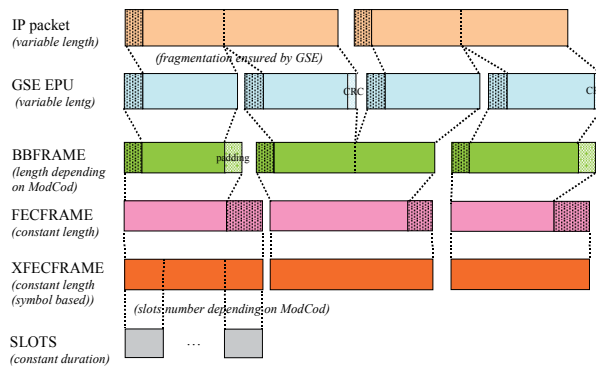 IP packet
(variable length)
(fragmentation ensured by GSE)
GSE EPU
(variable lentg)
CRC
BBFRAME
(length depending
on ModCod)
padding
FECFRAME
(constant length)
XFECFRAME
(constant length
(symbol based))
(slots number depending on ModCod)
SLOTS
(constant duration)
...